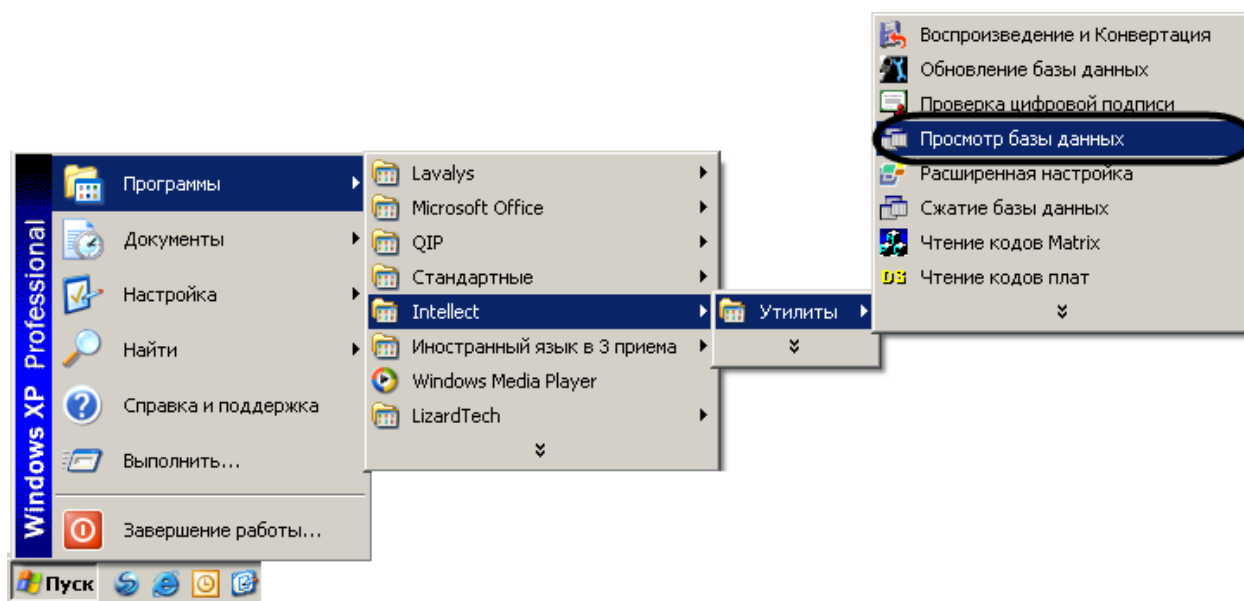 Windows XP Professional
Программы
Документы
Настройка
Найти
Справка и поддержка
Выполнить...
Завершение работы...
Пуск
Lavalys
Microsoft Office
QIP
Стандартные
Intellect
Иностранный язык в 3 приема
Windows Media Player
LizardTech
Утилиты
Воспроизведение и Конвертация
Обновление базы данных
Проверка цифровой подписи
Просмотр базы данных
Расширенная настройка
Сжатие базы данных
Чтение кодов Matrix
Чтение кодов плат